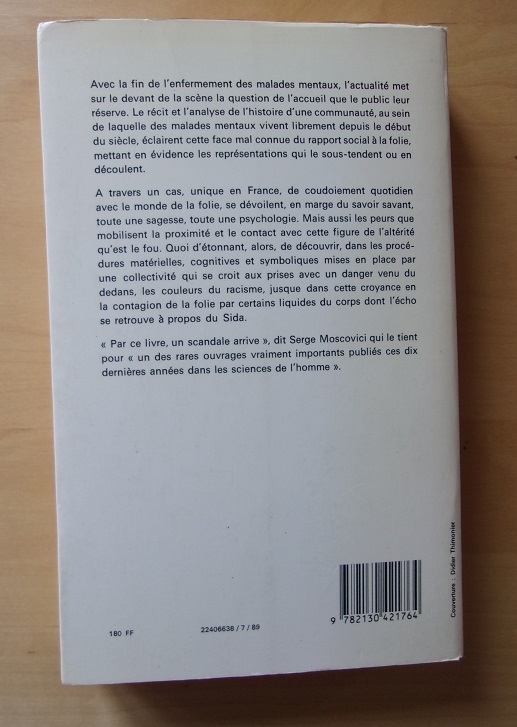 Avec la fin de l'enfermement des malades mentaux, l'actualité met
sur le devant de la scène la question de l'accueil que le public leur
réserve. Le récit et l'analyse de l'histoire d'une communauté, au sein
de laquelle des malades mentaux vivent librement depuis le début
du siècle, éclairent cette face mal connue du rapport social à la folie,
mettant en évidence les représentations qui le sous-tendent ou en
découlent.
A travers un cas, unique en France, de coudoiement quotidien
avec le monde de la folie, se dévoilent, en marge du savoir savant,
toute une sagesse, toute une psychologie. Mais aussi les peurs que
mobilisent la proximité et le contact avec cette figure de l'altérité
qu'est le fou. Quoi d'étonnant, alors, de découvrir, dans les procé-
dures matérielles, cognitives et symboliques mises en place par
une collectivité qui se croit aux prises avec un danger venu du
dedans, les couleurs du racisme, jusque dans cette croyance en
la contagion de la folie par certains liquides du corps dont l'écho
se retrouve à propos du Sida.
« Par ce livre, un scandale arrive », dit Serge Moscovici qui le tient
pour « un des rares ouvrages vraiment importants publiés ces dix
dernières années dans les sciences de l'homme ».
Couverture : Didier Thimonier
9 782130 421764
180 FF
22406638 / 7 / 89